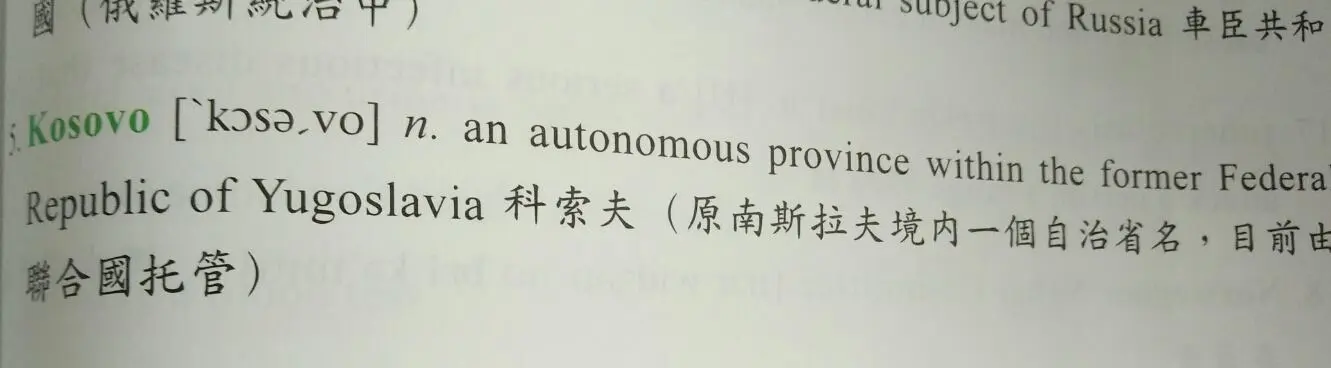 國（俄羅斯統治中）
subject of Russia 車臣共和
5. Kosovo [ˋkɔsəˏvo] n. an autonomous province within the former Federal
Republic of Yugoslavia 科索夫（原南斯拉夫境內一個自治省名，目前由
聯合國托管）